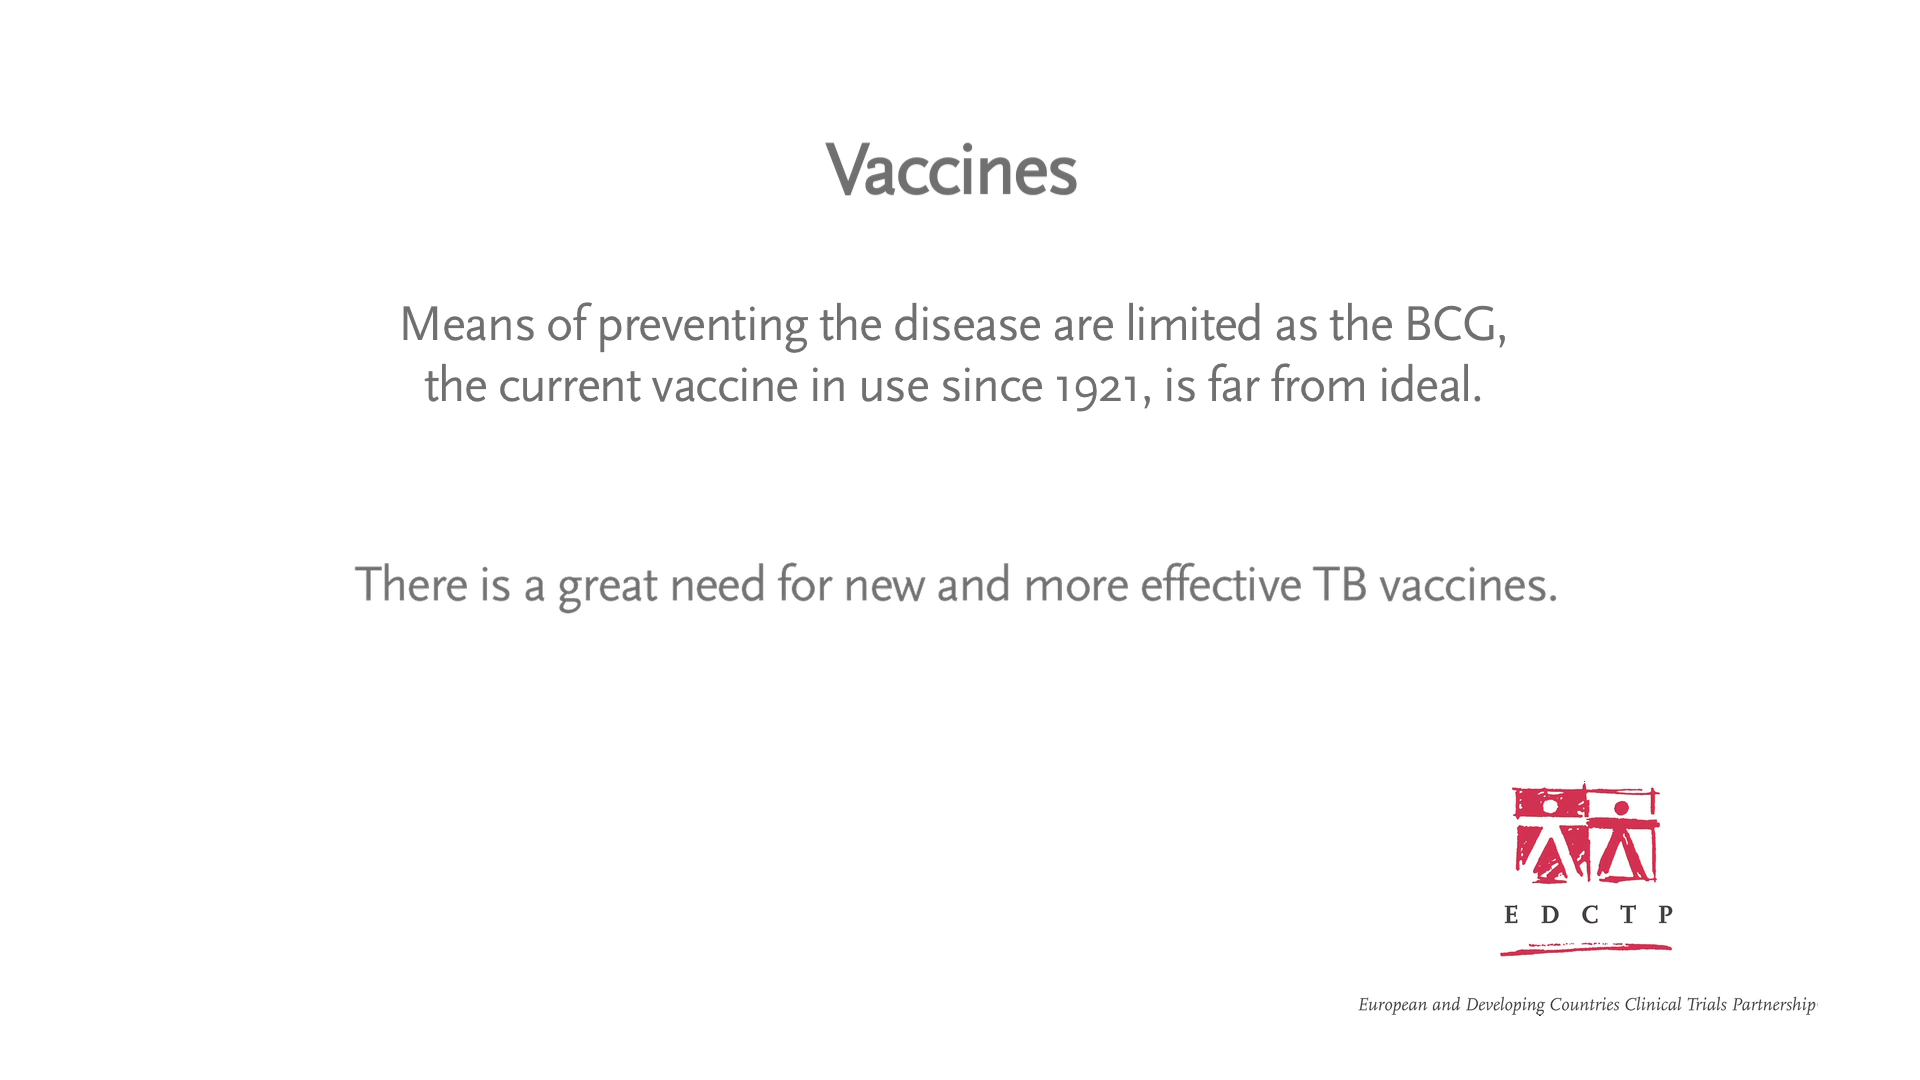 Vaccines
Means of preventing the disease are limited as the BCG,
the current vaccine in use since 1921, is far from ideal.
There is a great need for new and more effective TB vaccines.
E D C T P
European and Developing Countries Clinical Trials Partnership